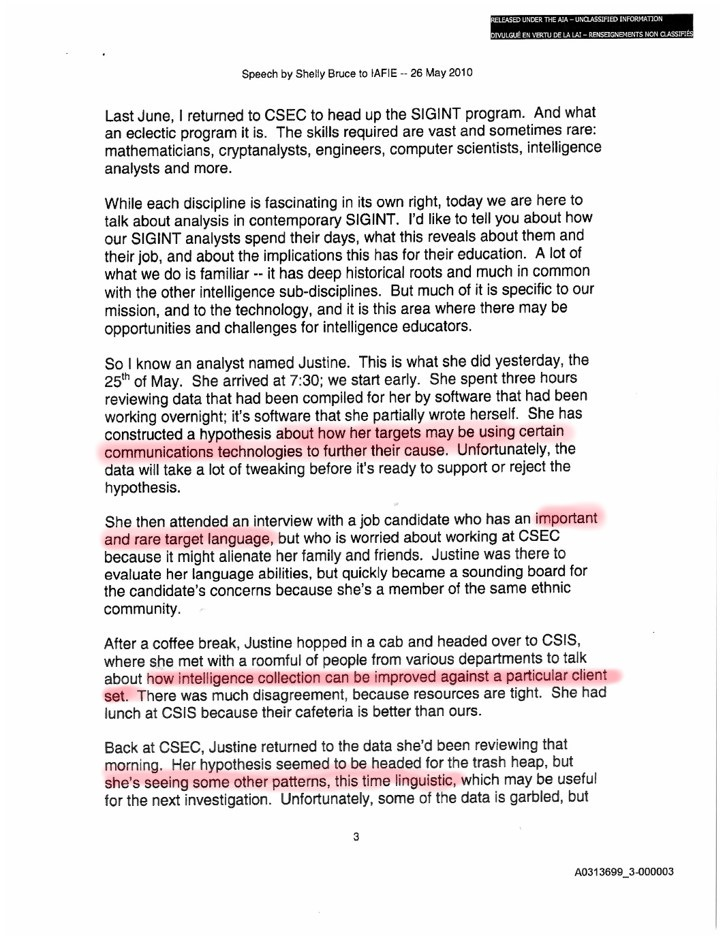 RELEASED UNDER THE AIA – UNCLASSIFIED INFORMATION
DIVULGUÉ EN VERTU DE LA LAI – RENSEIGNEMENTS NON CLASSIFIÉS
Speech by Shelly Bruce to IAFIE -- 26 May 2010
Last June, I returned to CSEC to head up the SIGINT program. And what
an eclectic program it is. The skills required are vast and sometimes rare:
mathematicians, cryptanalysts, engineers, computer scientists, intelligence
analysts and more.
While each discipline is fascinating in its own right, today we are here to
talk about analysis in contemporary SIGINT. I'd like to tell you about how
our SIGINT analysts spend their days, what this reveals about them and
their job, and about the implications this has for their education. A lot of
what we do is familiar -- it has deep historical roots and much in common
with the other intelligence sub-disciplines. But much of it is specific to our
mission, and to the technology, and it is this area where there may be
opportunities and challenges for intelligence educators.
So I know an analyst named Justine. This is what she did yesterday, the
25th of May. She arrived at 7:30; we start early. She spent three hours
reviewing data that had been compiled for her by software that had been
working overnight; it's software that she partially wrote herself. She has
constructed a hypothesis about how her targets may be using certain
communications technologies to further their cause. Unfortunately, the
data will take a lot of tweaking before it's ready to support or reject the
hypothesis.
She then attended an interview with a job candidate who has an important
and rare target language, but who is worried about working at CSEC
because it might alienate her family and friends. Justine was there to
evaluate her language abilities, but quickly became a sounding board for
the candidate's concerns because she's a member of the same ethnic
community.
After a coffee break, Justine hopped in a cab and headed over to CSIS,
where she met with a roomful of people from various departments to talk
about how intelligence collection can be improved against a particular client
set. There was much disagreement, because resources are tight. She had
lunch at CSIS because their cafeteria is better than ours.
Back at CSEC, Justine returned to the data she'd been reviewing that
morning. Her hypothesis seemed to be headed for the trash heap, but
she's seeing some other patterns, this time linguistic, which may be useful
for the next investigation. Unfortunately, some of the data is garbled, but
3
A0313699_3-000003